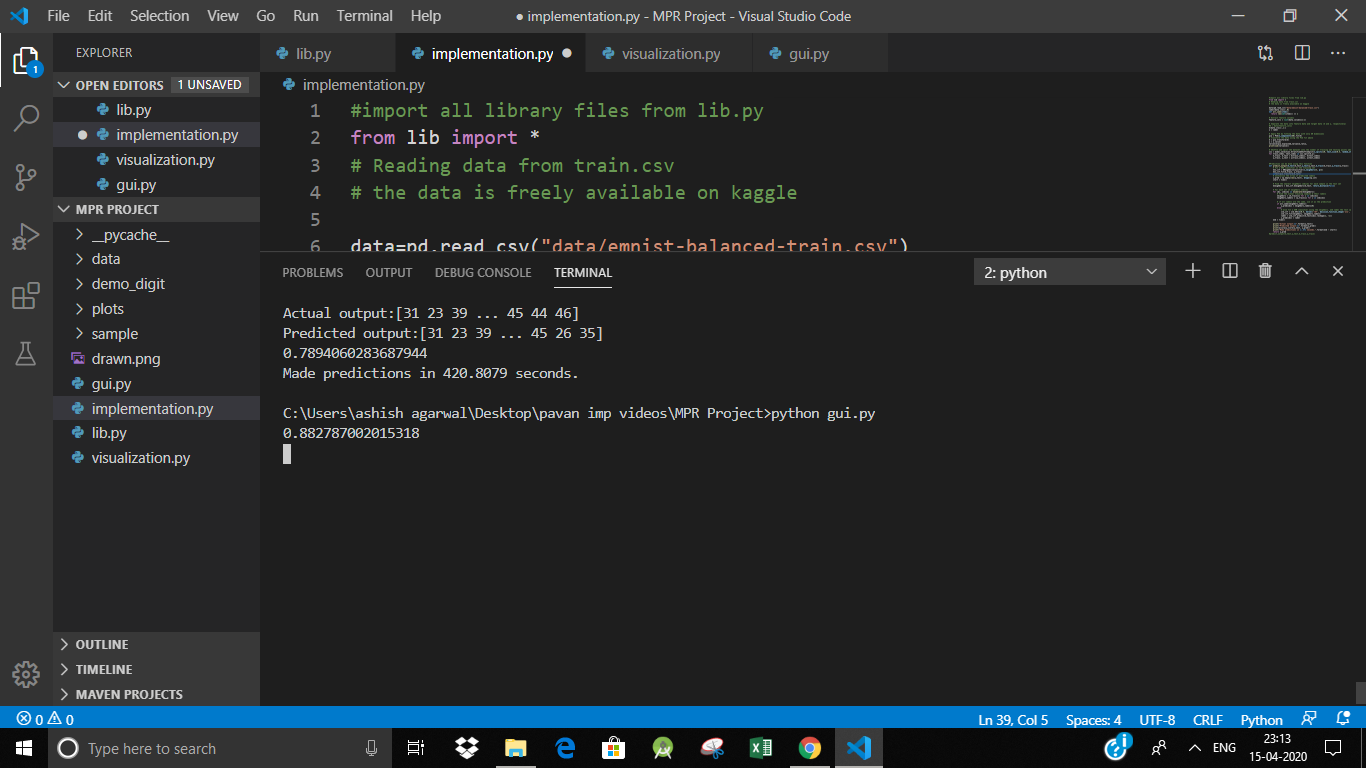 File Edit Selection View Go Run Terminal Help ● implementation.py - MPR Project - Visual Studio Code
EXPLORER
1
OPEN EDITORS 1 UNSAVED
lib.py
implementation.py
visualization.py
gui.py
MPR PROJECT
__pycache__
data
demo_digit
plots
sample
drawn.png
gui.py
implementation.py
lib.py
visualization.py
OUTLINE
TIMELINE
MAVEN PROJECTS
lib.py implementation.py visualization.py gui.py
implementation.py
1 #import all library files from lib.py
2 from lib import *
3 # Reading data from train.csv
4 # the data is freely available on kaggle
5
6 data=pd.read_csv("data/emnist-balanced-train.csv")
PROBLEMS OUTPUT DEBUG CONSOLE TERMINAL 2: python
Actual output:[31 23 39 ... 45 44 46]
Predicted output:[31 23 39 ... 45 26 35]
0.7894060283687944
Made predictions in 420.8079 seconds.
C:\Users\ashish agarwal\Desktop\pavan imp videos\MPR Project>python gui.py
0.882787002015318
0 0 Ln 39, Col 5 Spaces: 4 UTF-8 CRLF Python
Type here to search
ENG
23:13
15-04-2020